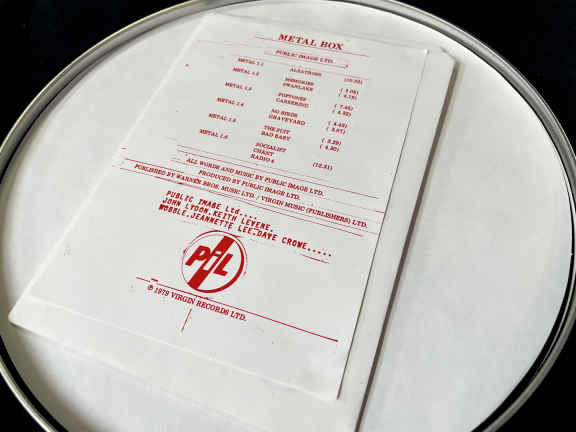 METAL BOX
PUBLIC IMAGE LTD.
METAL 1.1 ALBATROSS (10.32)
METAL 1.2 MEMORIES ( 5.05)
SWANLAKE ( 4.19)
METAL 1.3 POPTONES ( 7.45)
CAREERING ( 4.32)
METAL 1.4 NO BIRDS ( 4.40)
GRAVEYARD ( 3.07)
METAL 1.5 THE SUIT ( 3.29)
BAD BABY ( 4.30)
METAL 1.6 SOCIALIST
CHANT
RADIO 4 (12.31)
ALL WORDS AND MUSIC BY PUBLIC IMAGE LTD.
PRODUCED BY PUBLIC IMAGE LTD.
PUBLISHED BY WARNER BROS. MUSIC LTD. / VIRGIN MUSIC (PUBLISHERS) LTD.
PUBLIC IMAGE Ltd....
JOHN LYDON.KEITH LEVENE.
WOBBLE.JEANNETTE LEE.DAVE CROWE.....
PiL
℗ 1979 VIRGIN RECORDS LTD.